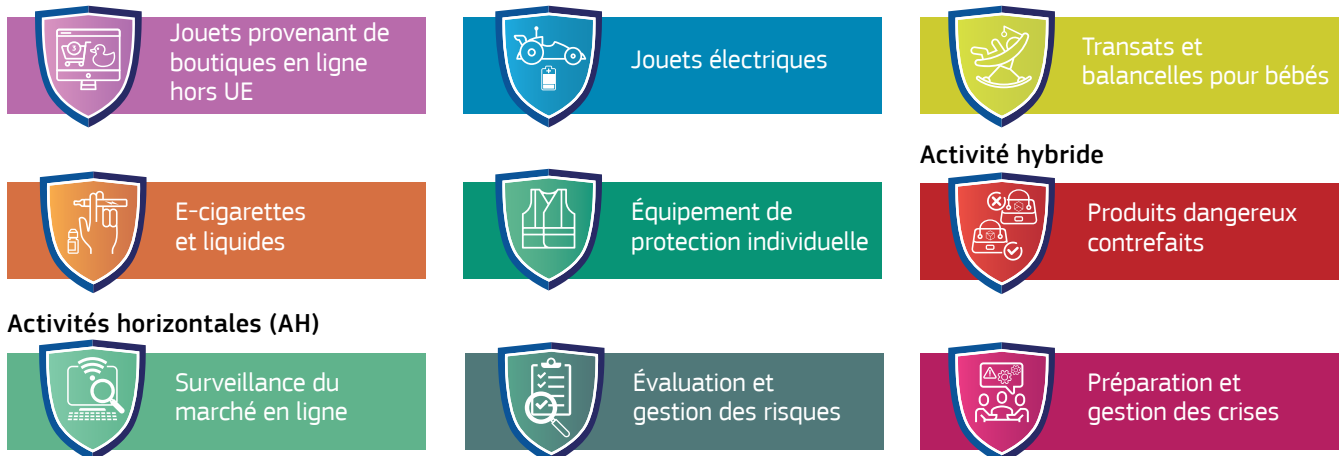 Jouets provenant de
boutiques en ligne
hors UE
Jouets électriques
Transats et
balancelles pour bébés
E-cigarettes
et liquides
Équipement de
protection individuelle
Activité hybride
Produits dangereux
contrefaits
Activités horizontales (AH)
Surveillance du
marché en ligne
Évaluation et
gestion des risques
Préparation et
gestion des crises